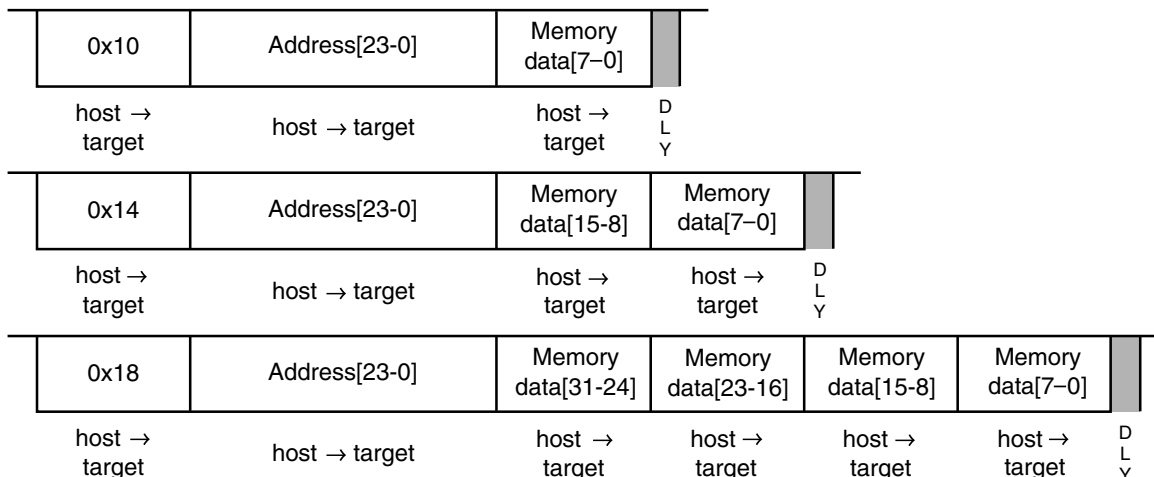 0x10 Address[23-0] Memory data[7–0]
host → target host → target host → target D L Y
0x14 Address[23-0] Memory data[15-8] Memory data[7–0]
host → target host → target host → target host → target D L Y
0x18 Address[23-0] Memory data[31-24] Memory data[23-16] Memory data[15-8] Memory data[7–0]
host → target host → target host → target host → target host → target host → target D L Y